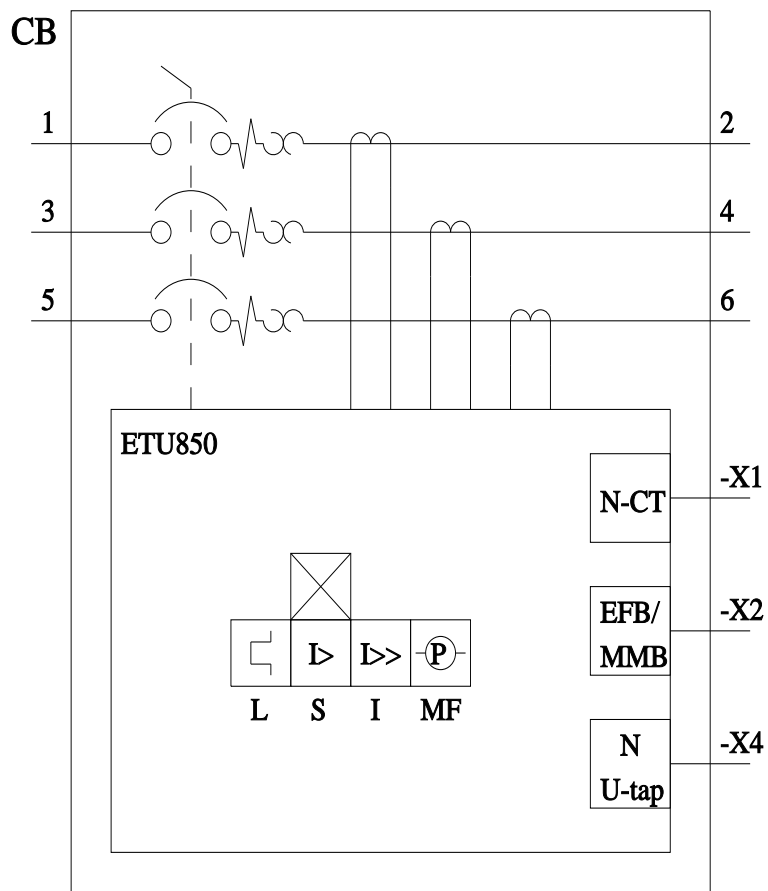 CB
1
2
3
4
5
6
ETU850
N-CT
-X1
EFB/
MMB
-X2
I>
I>>
P
L
S
I
MF
N
U-tap
-X4